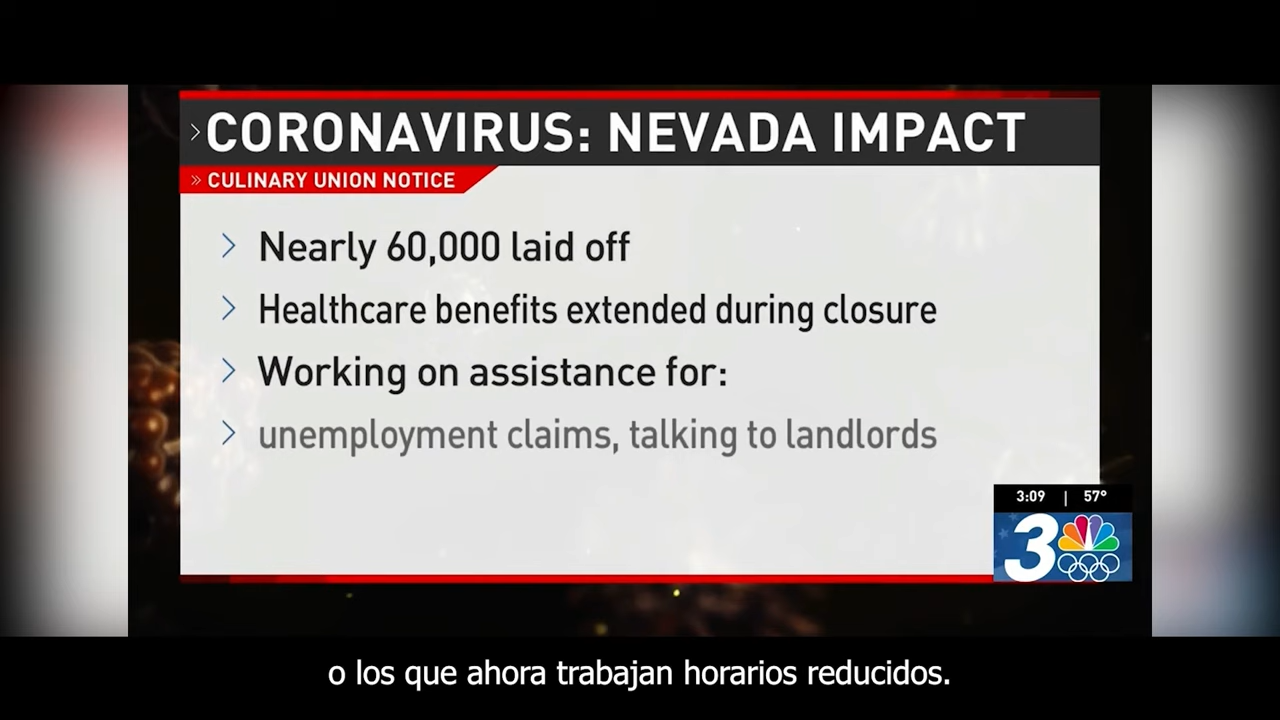 CORONAVIRUS: NEVADA IMPACT
CULINARY UNION NOTICE
Nearly 60,000 laid off
Healthcare benefits extended during closure
Working on assistance for:
unemployment claims, talking to landlords
3:09 | 57°
3
o los que ahora trabajan horarios reducidos.